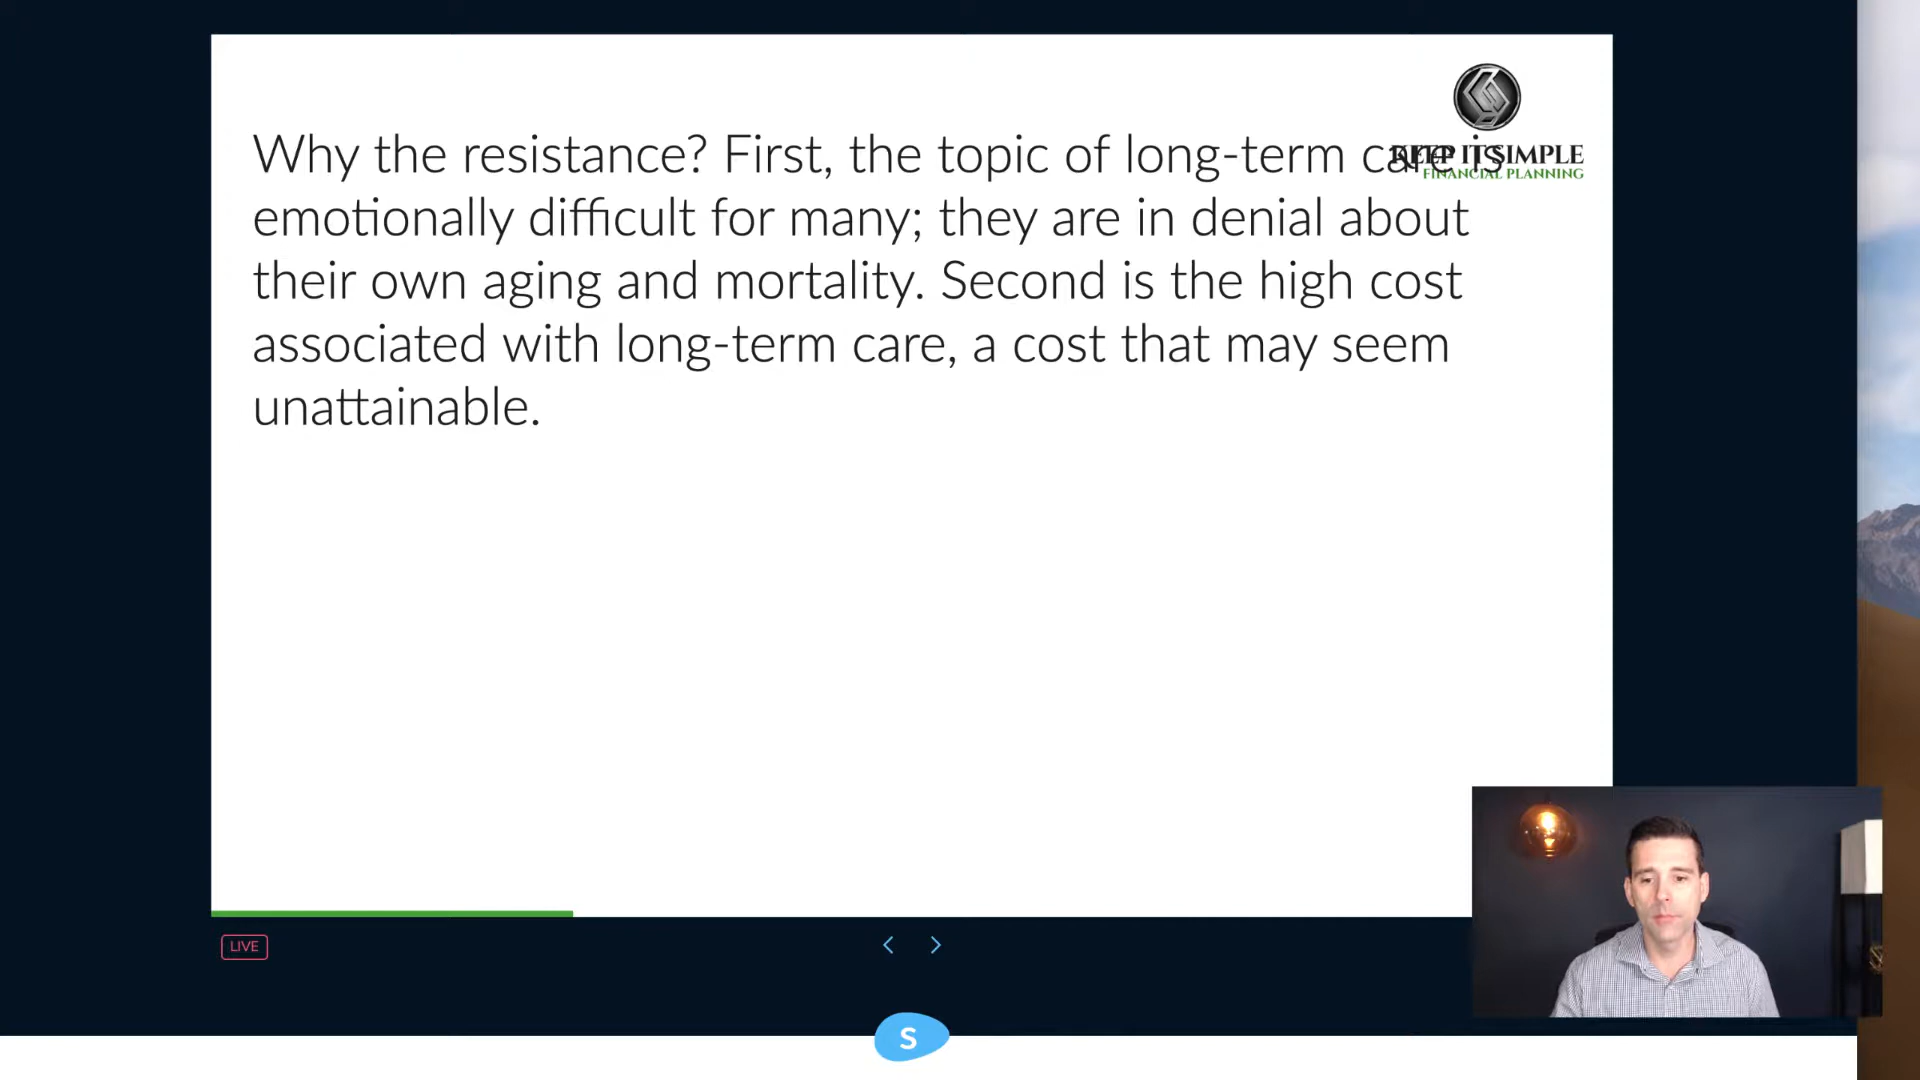 Why the resistance? First, the topic of long-term care is
KEEP IT SIMPLE
FINANCIAL PLANNING
emotionally difficult for many; they are in denial about
their own aging and mortality. Second is the high cost
associated with long-term care, a cost that may seem
unattainable.
LIVE
S